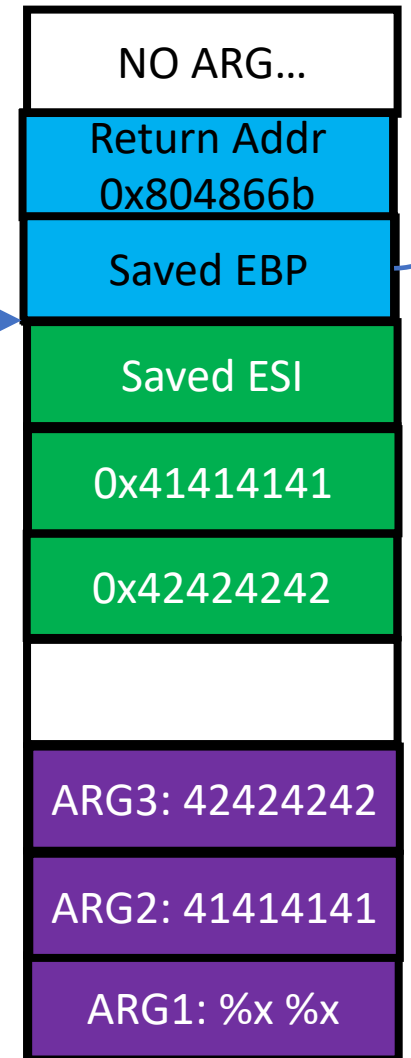 NO ARG…
Return Addr
0x804866b
Saved EBP
Saved ESI
0x41414141
0x42424242
ARG3: 42424242
ARG2: 41414141
ARG1: %x %x